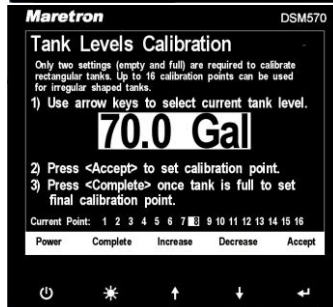 Maretron DSM570
Tank Levels Calibration
Only two settings (empty and full) are required to calibrate
rectangular tanks. Up to 16 calibration points can be used
for irregular shaped tanks.
1) Use arrow keys to select current tank level.
70.0 Gal
2) Press <Accept> to set calibration point.
3) Press <Complete> once tank is full to set
final calibration point.
Current Point: 1 2 3 4 5 6 7 8 9 10 11 12 13 14 15 16
Power Complete Increase Decrease Accept